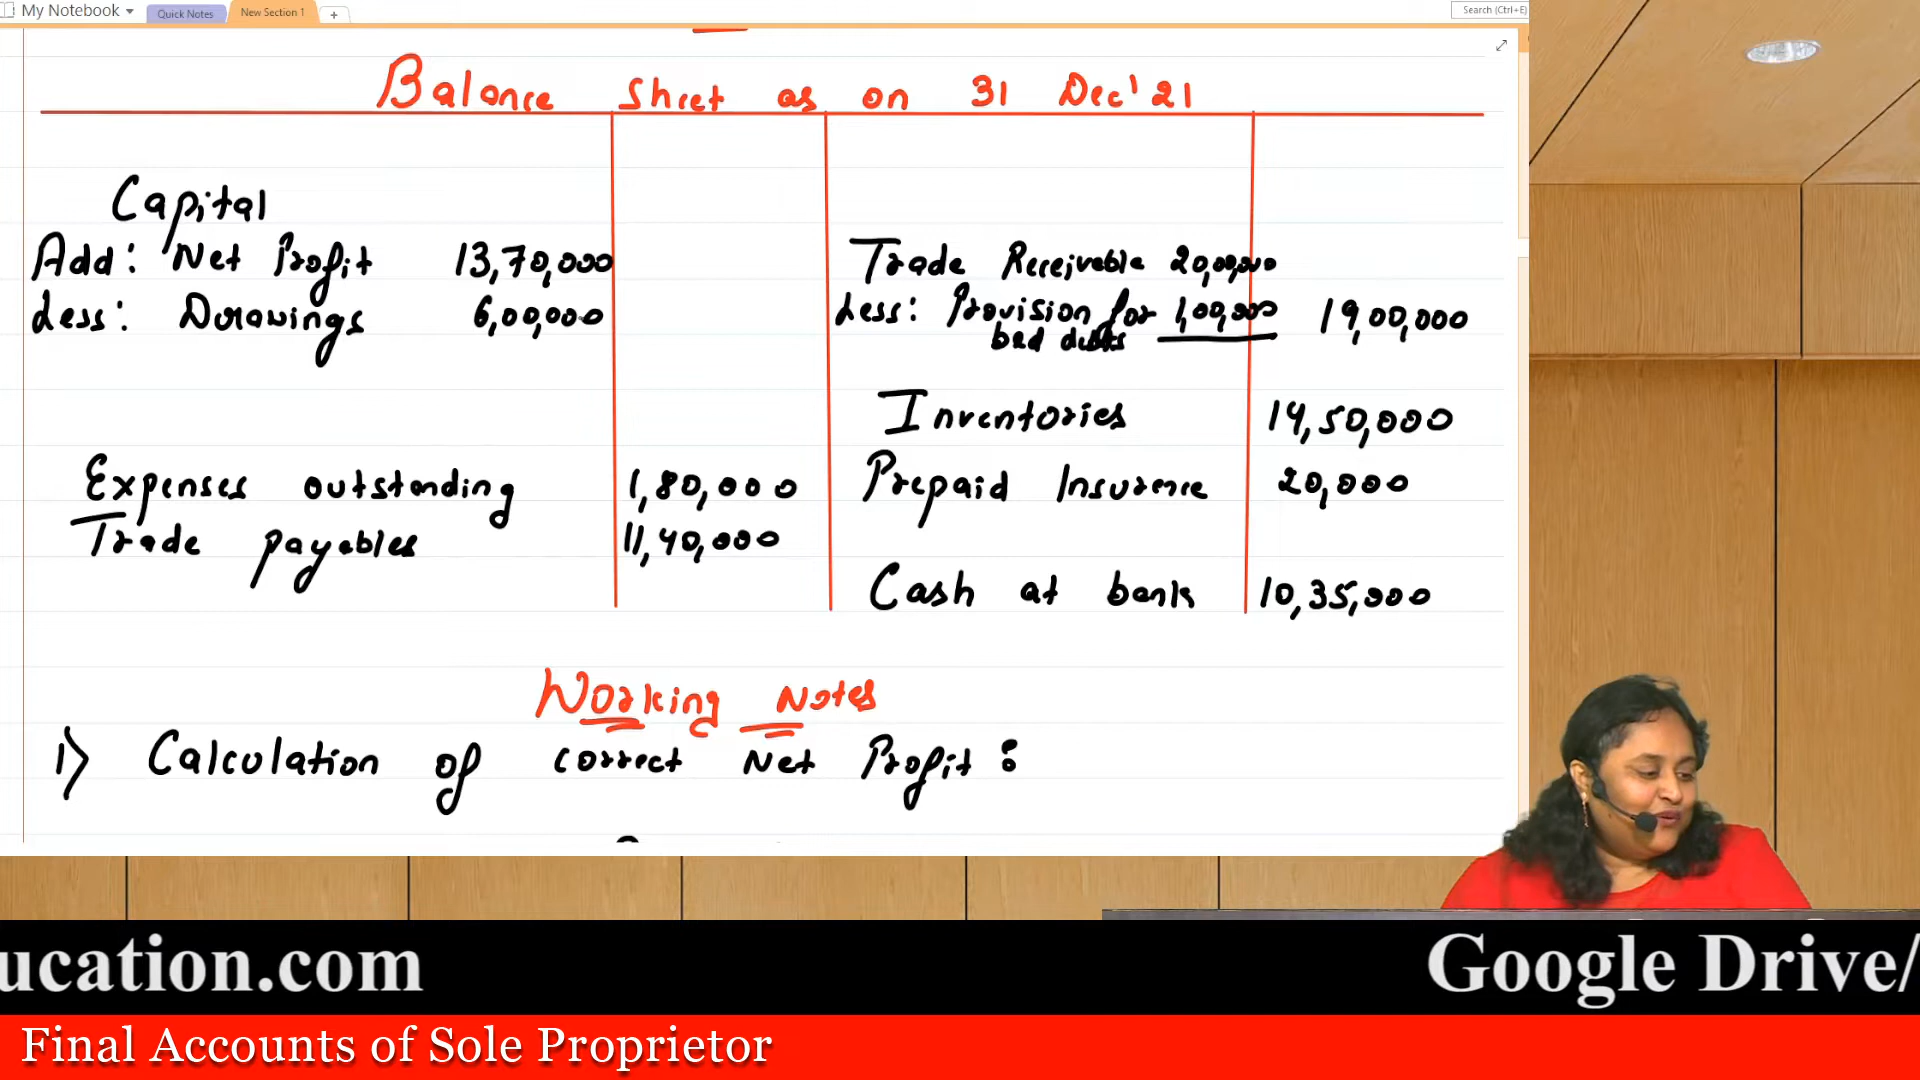 My Notebook
Quick Notes
New Section 1
+
Search (Ctrl+E)
Balance Sheet as on 31 Dec'21
Capital
Add: Net Profit 13,70,000
Less: Drawings 6,00,000
Expenses outstanding 1,80,000
Trade payables 11,40,000
Trade Receivable 20,00,000
Less: Provision for 1,00,000 19,00,000
bad debts
Inventories 14,50,000
Prepaid Insurance 20,000
Cash at bank 10,35,000
Working Notes
1) Calculation of correct Net Profit :
ucation.com
Google Drive/
Final Accounts of Sole Proprietor